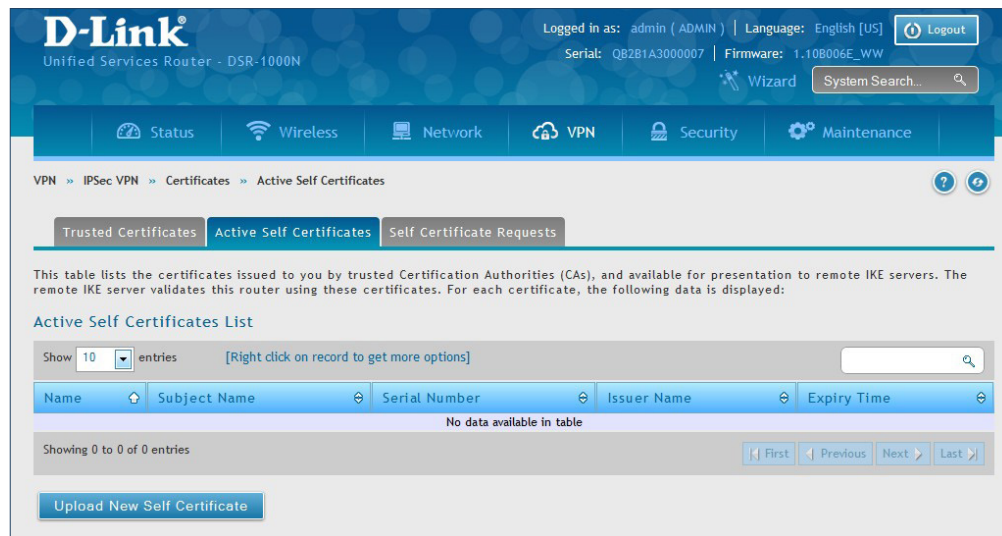 D-Link®
Unified Services Router - DSR-1000N
Logged in as: admin ( ADMIN ) | Language: English [US]
Logout
Serial: QB2B1A3000007 | Firmware: 1.10B006E_WW
Wizard
System Search...
Status
Wireless
Network
VPN
Security
Maintenance
VPN » IPSec VPN » Certificates » Active Self Certificates
?
Trusted Certificates
Active Self Certificates
Self Certificate Requests
This table lists the certificates issued to you by trusted Certification Authorities (CAs), and available for presentation to remote IKE servers. The
remote IKE server validates this router using these certificates. For each certificate, the following data is displayed:
Active Self Certificates List
Show 10 entries
[Right click on record to get more options]
Name
Subject Name
Serial Number
Issuer Name
Expiry Time
No data available in table
Showing 0 to 0 of 0 entries
First
Previous
Next
Last
Upload New Self Certificate